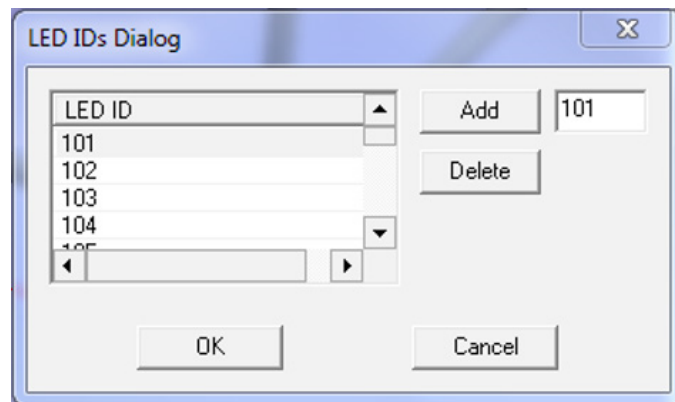 LED IDs Dialog
LED ID
101
102
103
104
Add
101
Delete
OK
Cancel